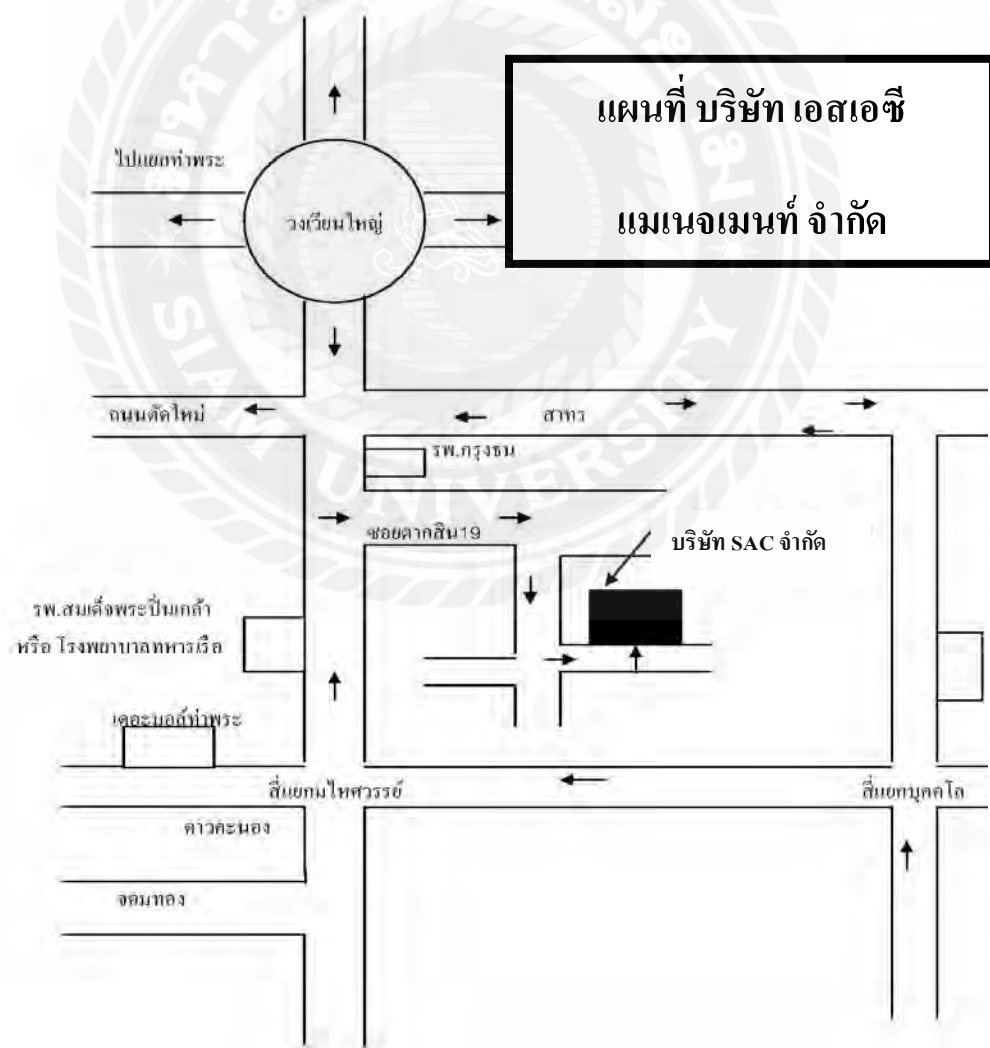 แผนที่ บริษัท เอสเอซี
แมเนจเมนท์ จำกัด
ไปแยกท่าพระ
วงเวียนใหญ่
ถนนตัดใหม่
สาทร
รพ.กรุงธน
ซอยตากสิน19
บริษัท SAC จำกัด
รพ.สมเด็จพระปิ่นเกล้า
หรือ โรงพยาบาลทหารเรือ
เดอะมอล์ท่าพระ
สี่แยกมไหศวรรย์
สี่แยกบุคคโล
ดาวคะนอง
จอมทอง
SIAM UNIVERSITY